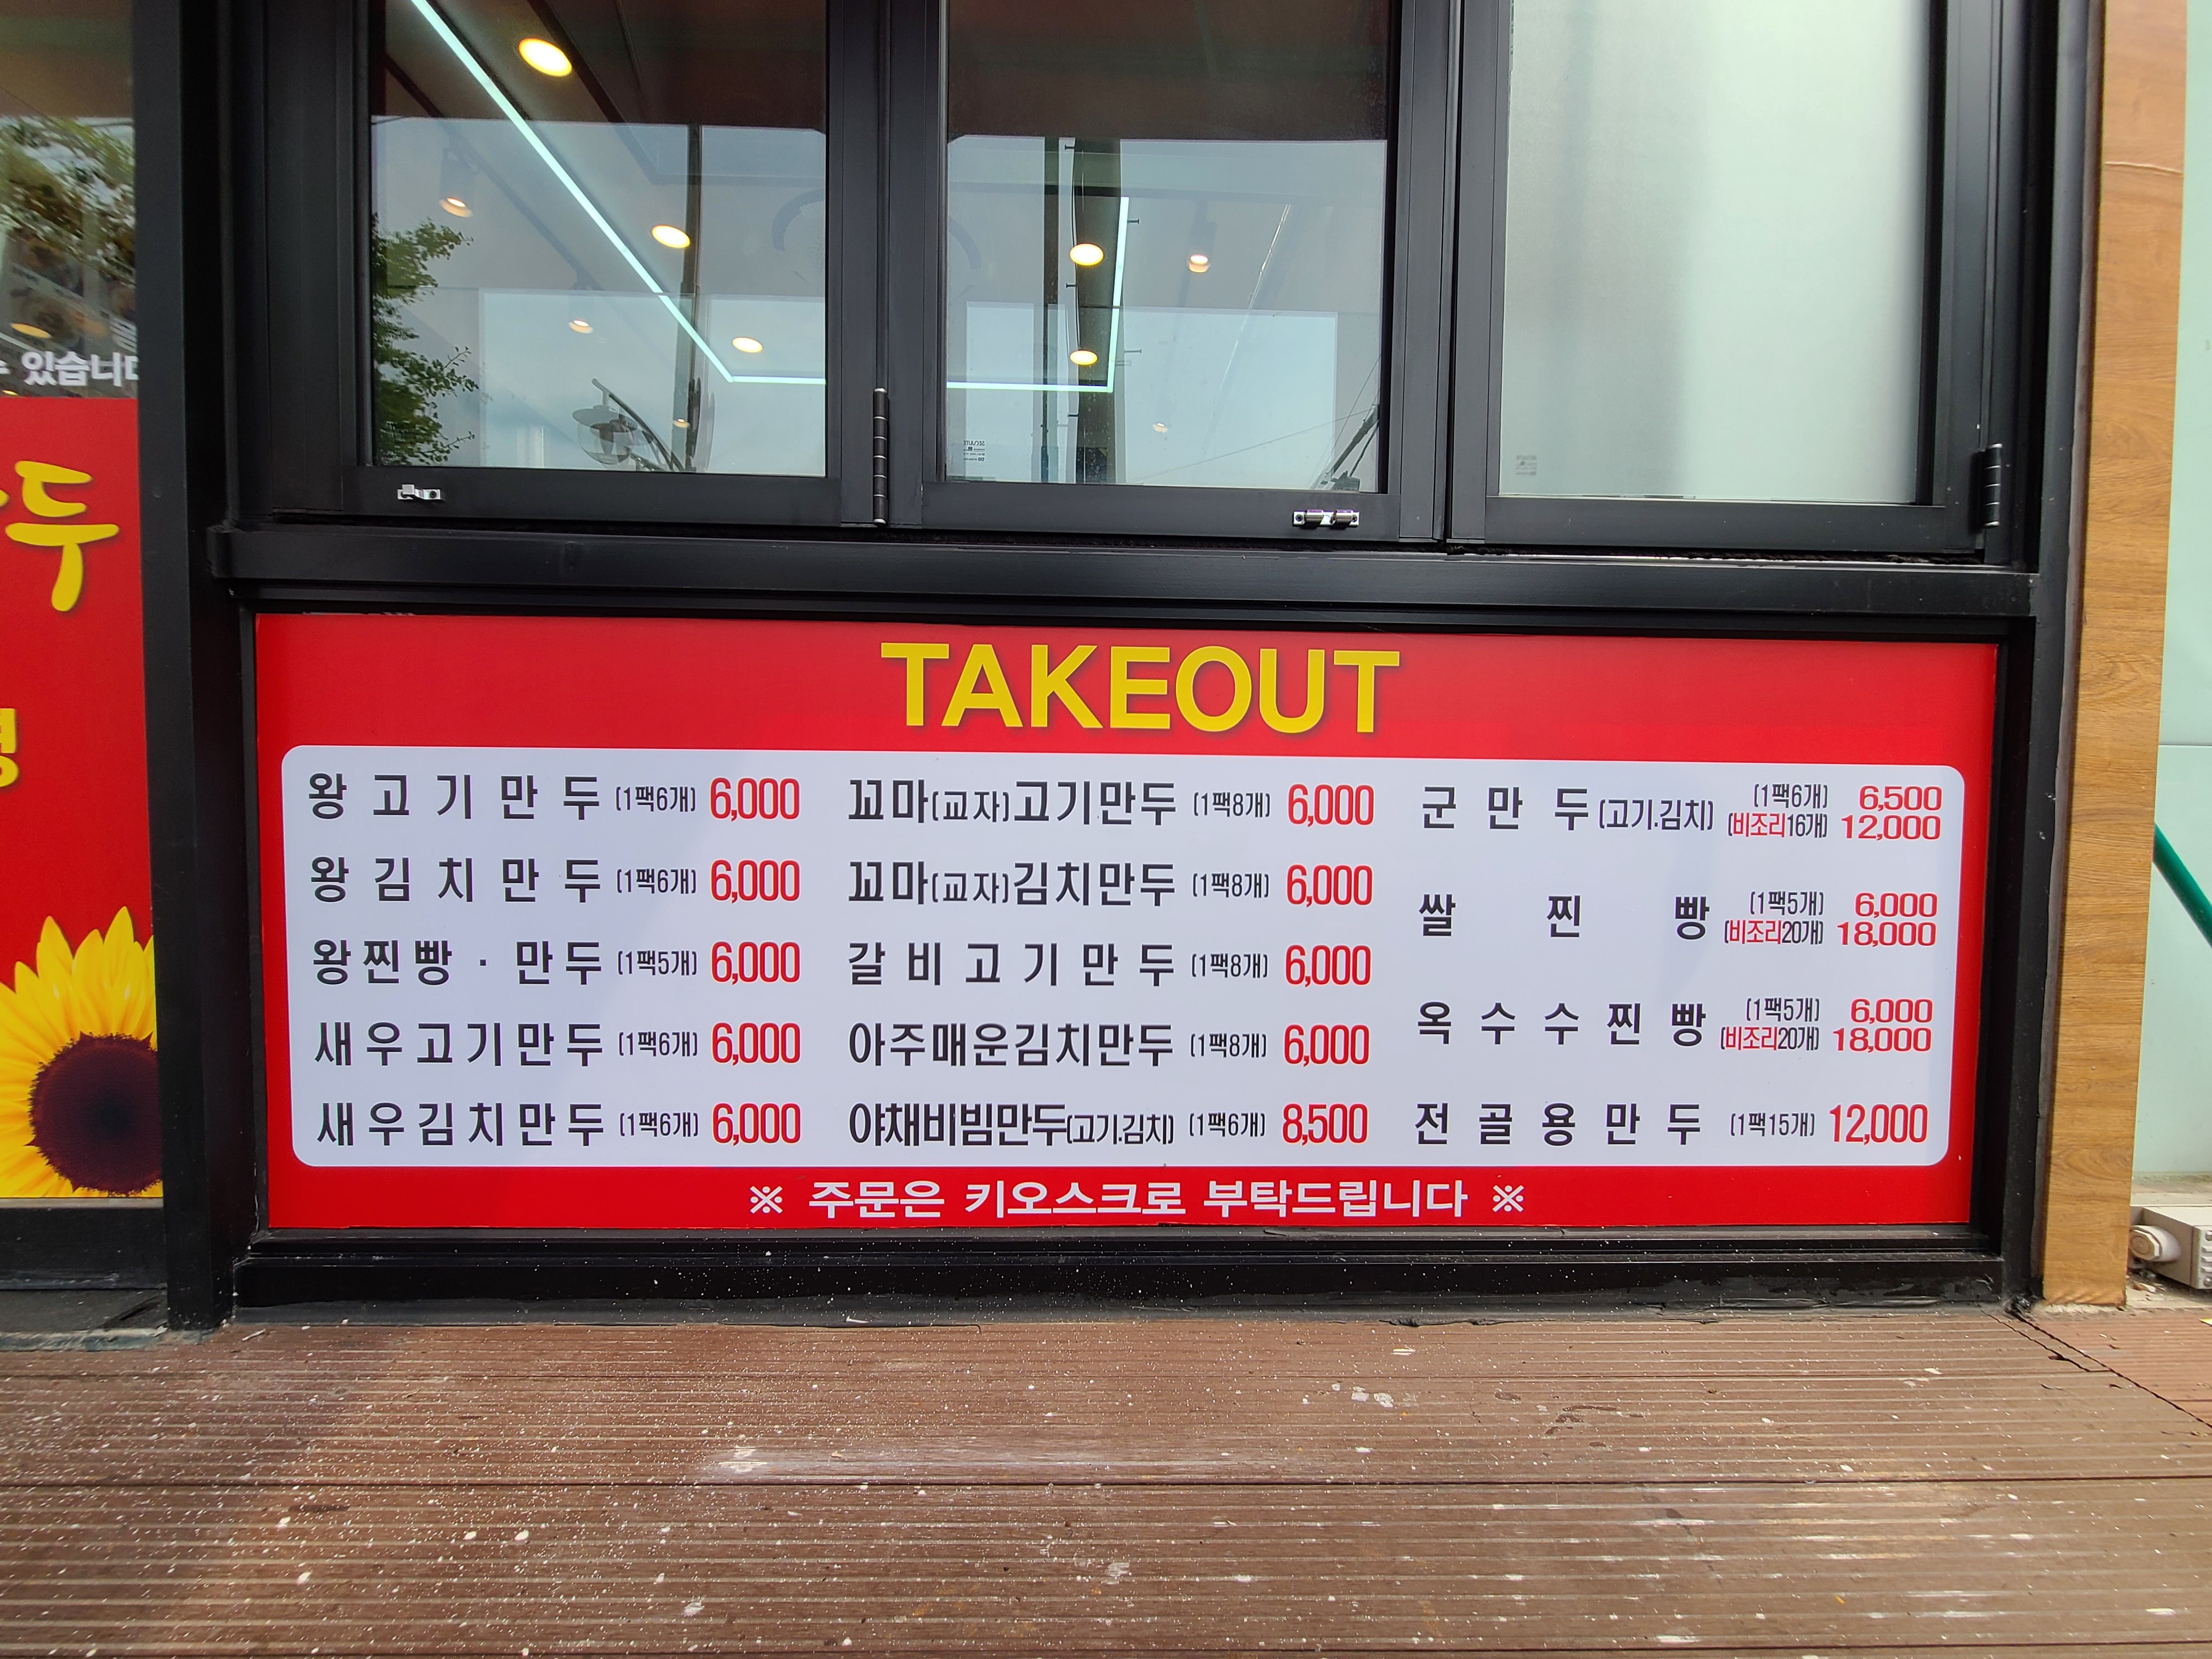 있습니다
두
TAKEOUT
왕고기만두 (1팩6개) 6,000
왕김치만두 (1팩6개) 6,000
왕찐빵·만두 (1팩5개) 6,000
새우고기만두 (1팩6개) 6,000
새우김치만두 (1팩6개) 6,000
꼬마(교자)고기만두 (1팩8개) 6,000
꼬마(교자)김치만두 (1팩8개) 6,000
갈비고기만두 (1팩8개) 6,000
아주매운김치만두 (1팩8개) 6,000
야채비빔만두(고기.김치) (1팩6개) 8,500
군만두(고기.김치) (1팩6개) 6,500
(비조리16개) 12,000
쌀찐빵 (1팩5개) 6,000
(비조리20개) 18,000
옥수수찐빵 (1팩5개) 6,000
(비조리20개) 18,000
전골용만두 (1팩15개) 12,000
※ 주문은 키오스크로 부탁드립니다 ※